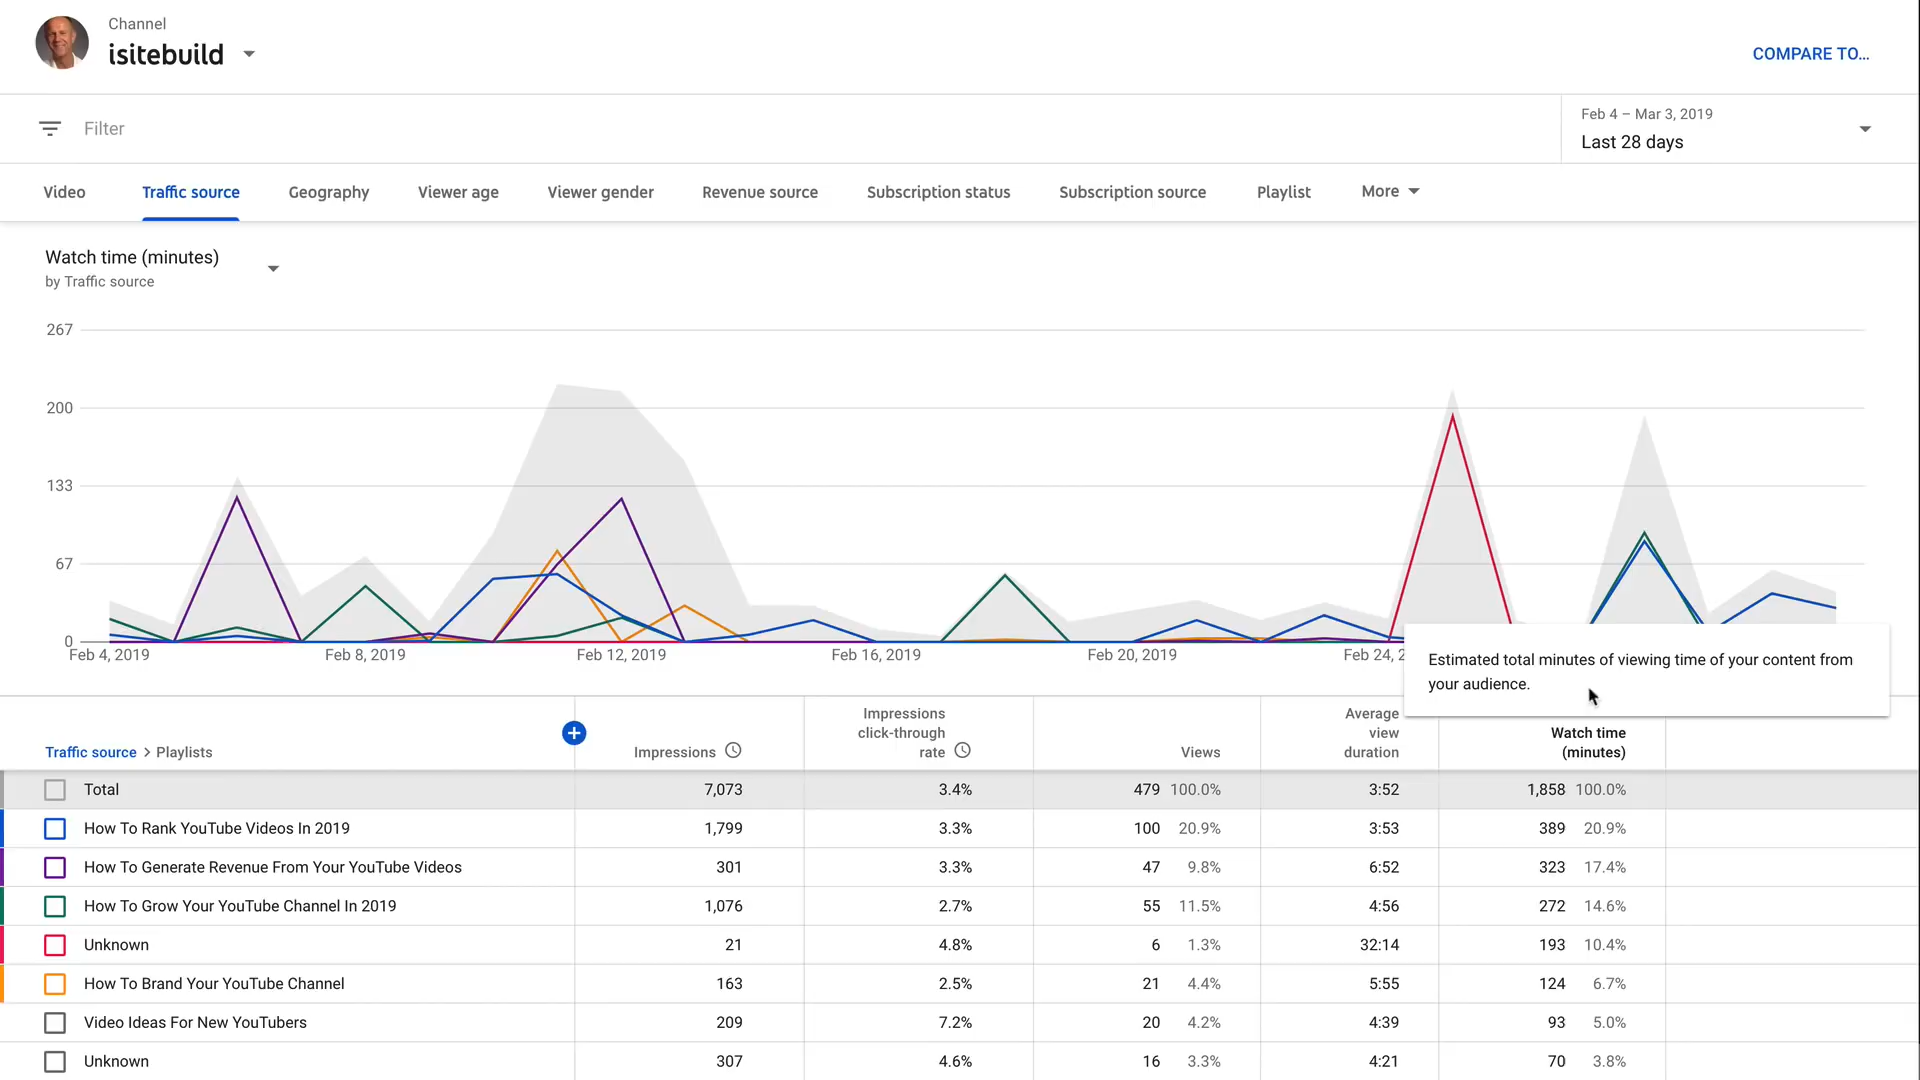 Channel
isitebuild
COMPARE TO...
Filter
Feb 4 – Mar 3, 2019
Last 28 days
Video
Traffic source
Geography
Viewer age
Viewer gender
Revenue source
Subscription status
Subscription source
Playlist
More
Watch time (minutes)
by Traffic source
267
200
133
67
0
Feb 4, 2019
Feb 8, 2019
Feb 12, 2019
Feb 16, 2019
Feb 20, 2019
Feb 24, 2
Estimated total minutes of viewing time of your content from
your audience.
Traffic source > Playlists
Impressions
Impressions
click-through
rate
Views
Average
view
duration
Watch time
(minutes)
Total 7,073 3.4% 479 100.0% 3:52 1,858 100.0%
How To Rank YouTube Videos In 2019 1,799 3.3% 100 20.9% 3:53 389 20.9%
How To Generate Revenue From Your YouTube Videos 301 3.3% 47 9.8% 6:52 323 17.4%
How To Grow Your YouTube Channel In 2019 1,076 2.7% 55 11.5% 4:56 272 14.6%
Unknown 21 4.8% 6 1.3% 32:14 193 10.4%
How To Brand Your YouTube Channel 163 2.5% 21 4.4% 5:55 124 6.7%
Video Ideas For New YouTubers 209 7.2% 20 4.2% 4:39 93 5.0%
Unknown 307 4.6% 16 3.3% 4:21 70 3.8%